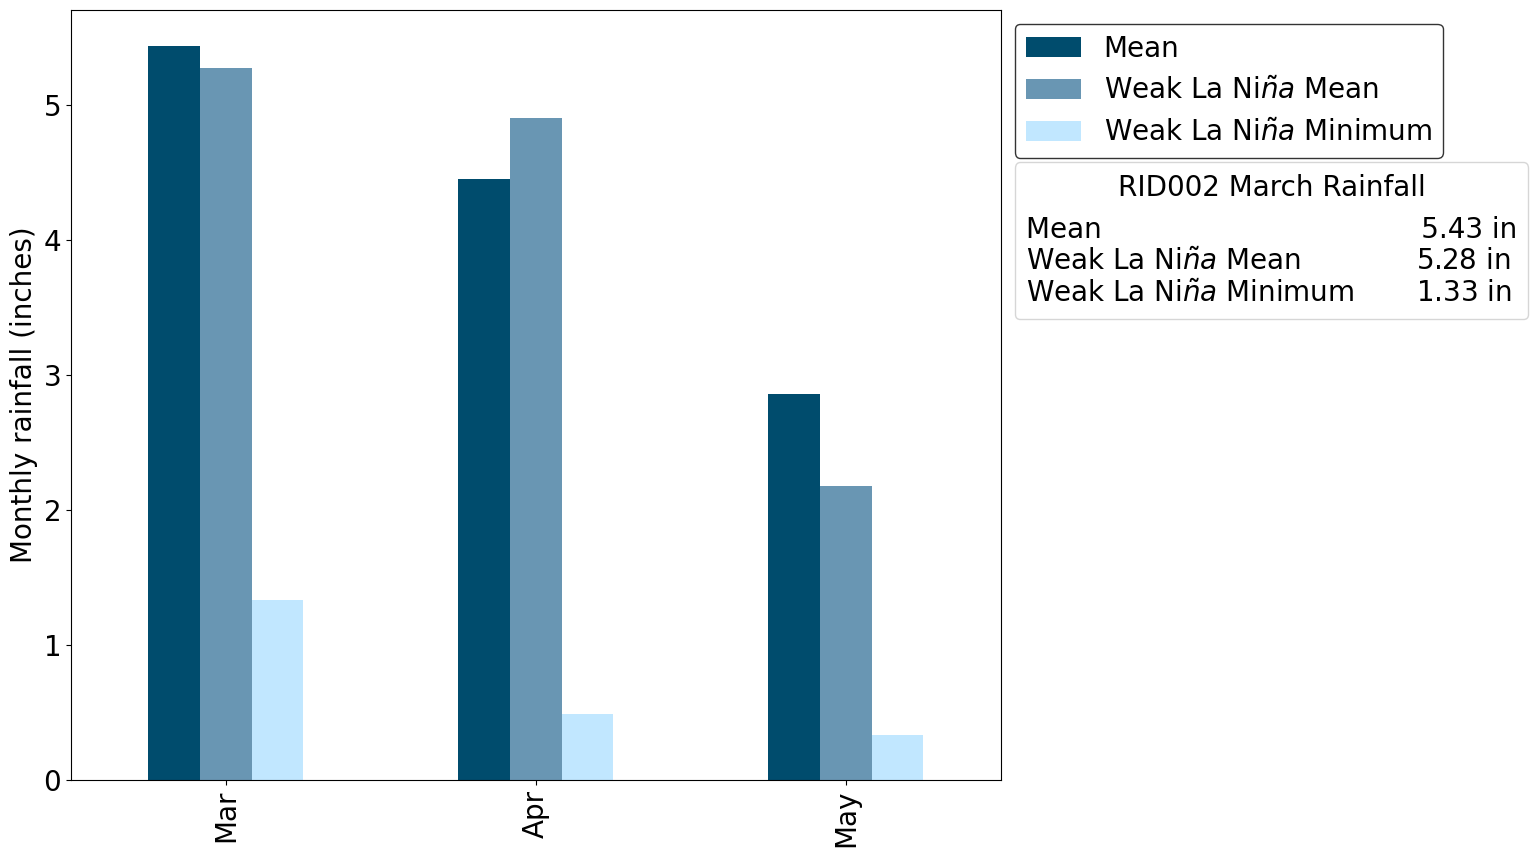 Mean
Weak La Niña Mean
Weak La Niña Minimum
RID002 March Rainfall
Mean 5.43 in
Weak La Niña Mean 5.28 in
Weak La Niña Minimum 1.33 in
Monthly rainfall (inches)
5
4
3
2
1
0
Mar
Apr
May